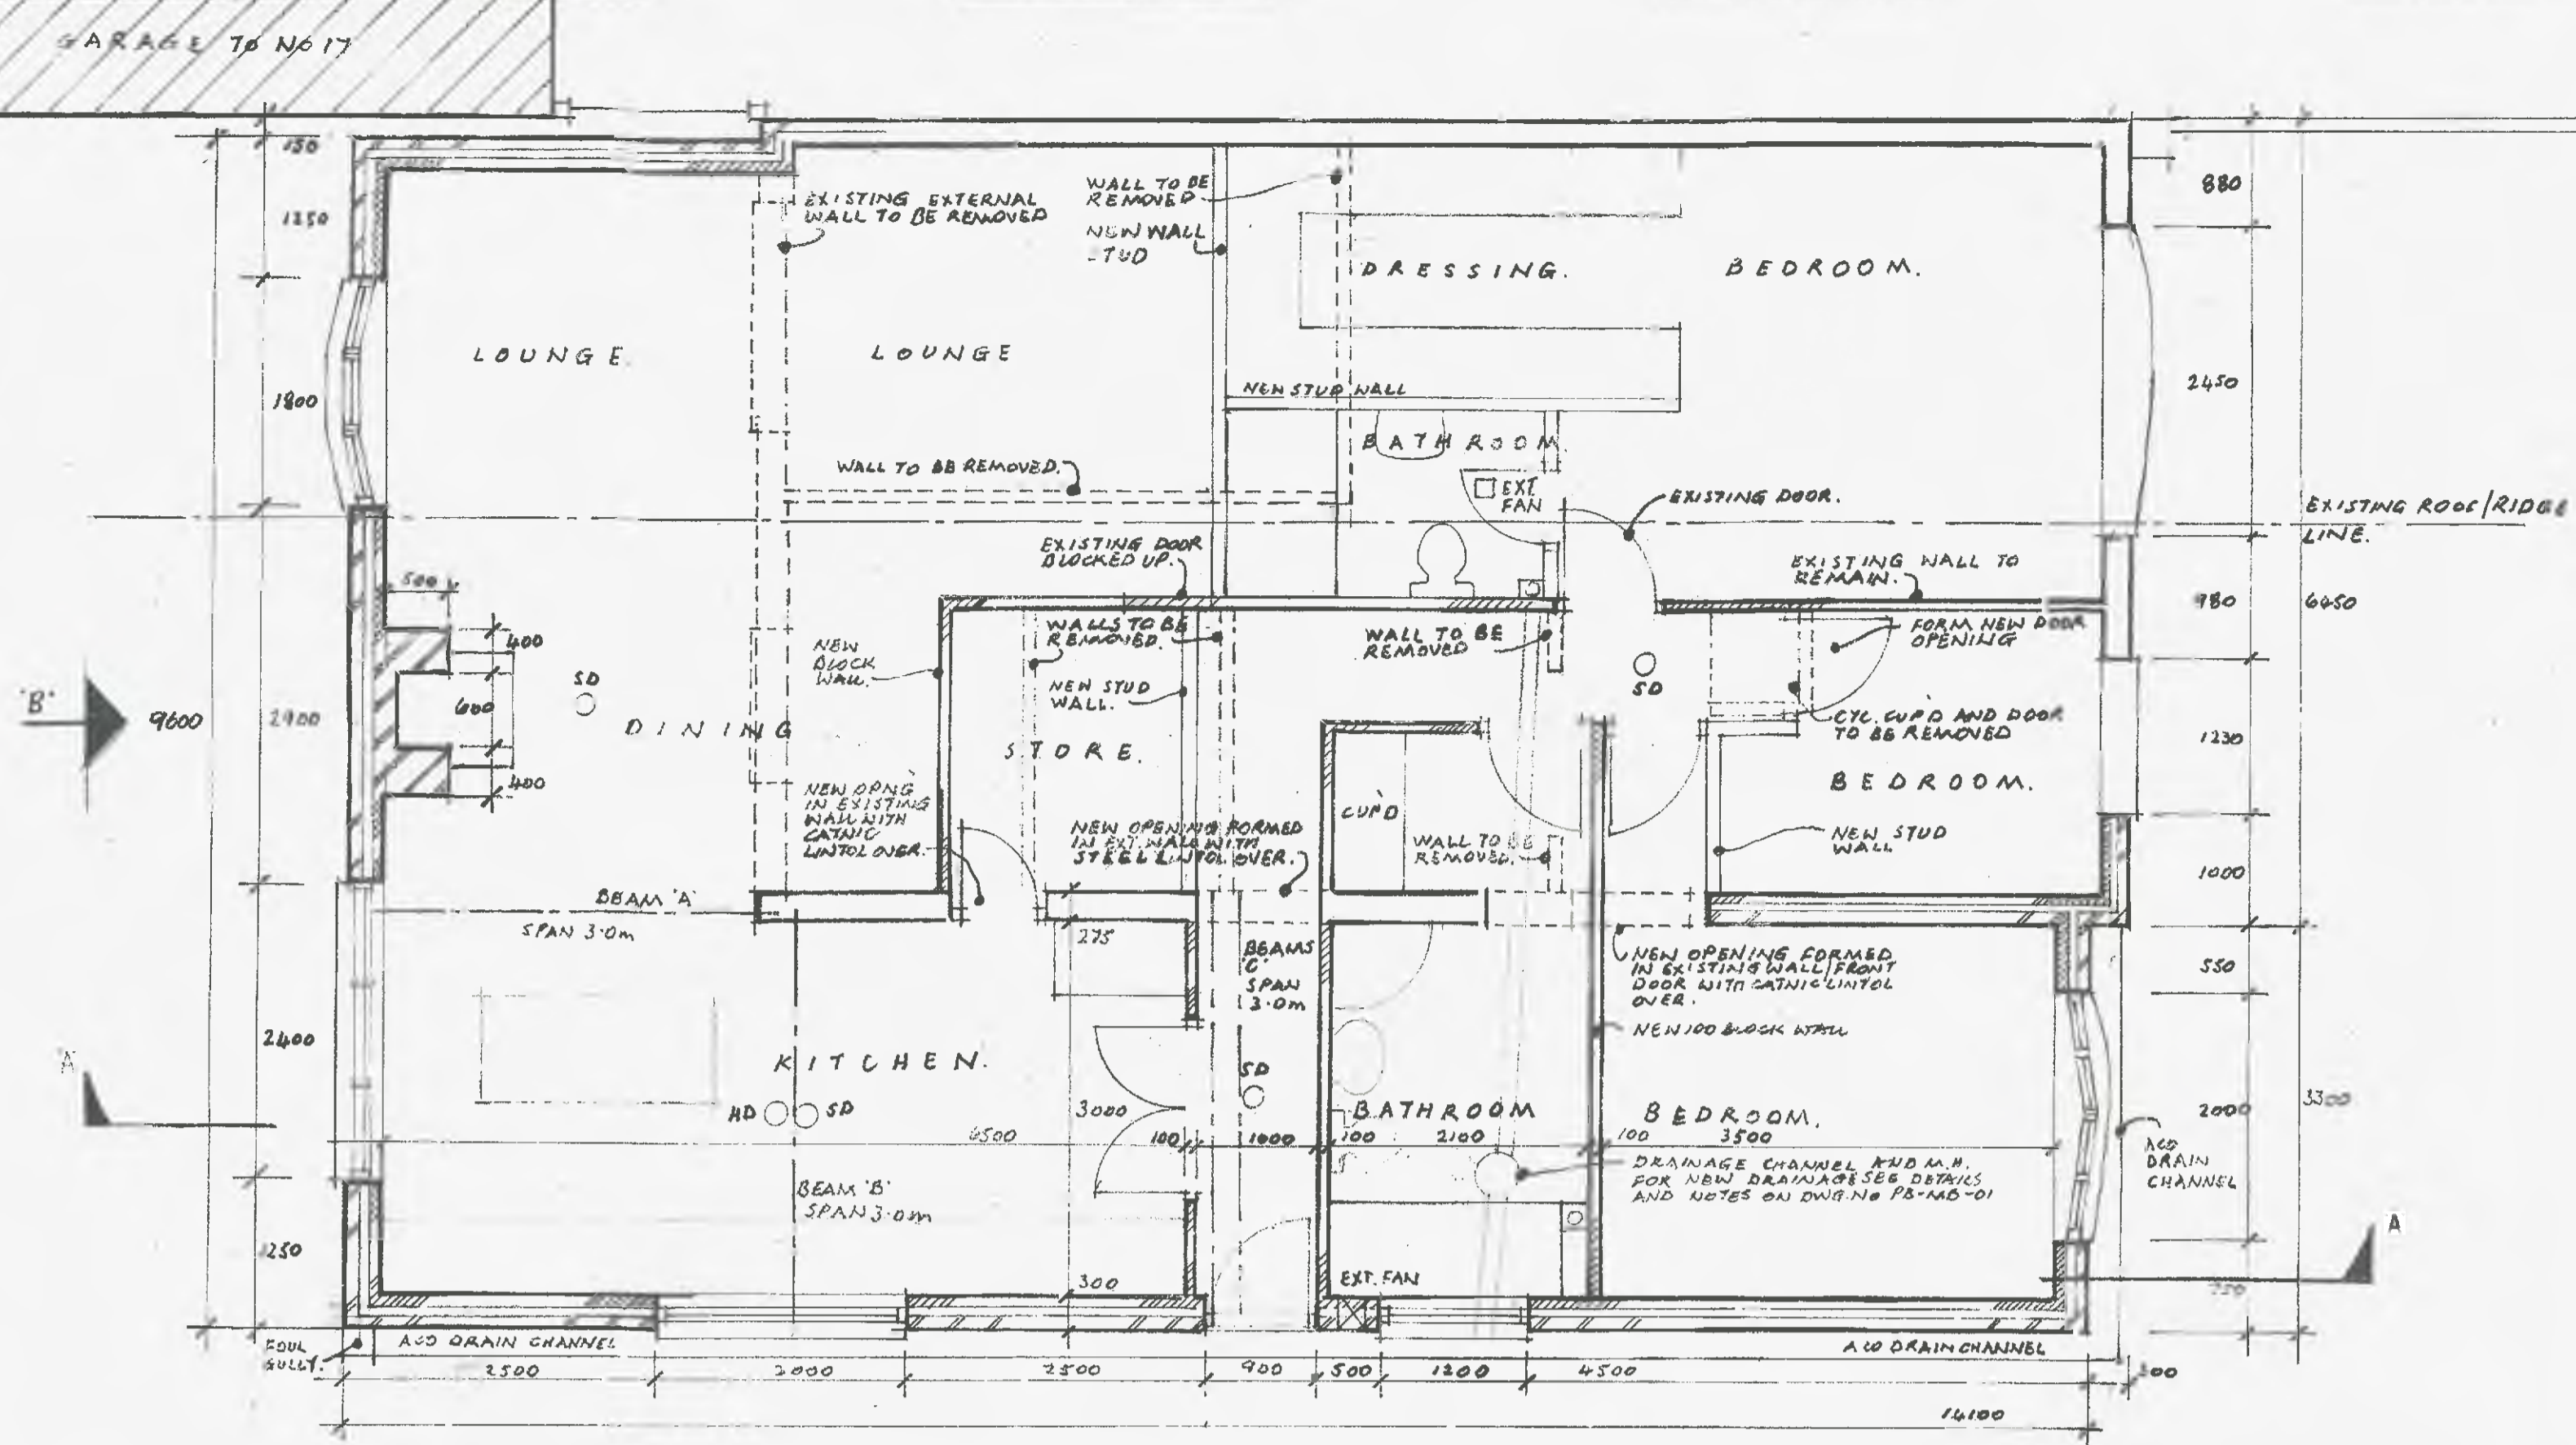 GARAGE TO NO 17
150
1250
1800
9600
2900
2400
1250
'B'
A
EXISTING EXTERNAL
WALL TO BE REMOVED
WALL TO BE
REMOVED
NEW WALL
STUD
DRESSING.
BEDROOM.
880
2450
LOUNGE.
LOUNGE
NEW STUD WALL
BATHROOM.
WALL TO BE REMOVED.
EXT.
FAN
EXISTING DOOR.
EXISTING ROOF/RIDGE
LINE.
EXISTING DOOR
BLOCKED UP.
EXISTING WALL TO
REMAIN.
980
6450
500
400
600
400
SD
DINING
NEW
BLOCK
WALL.
WALLS TO BE
REMOVED.
NEW STUD
WALL.
STORE.
WALL TO BE
REMOVED
SD
FORM NEW DOOR
OPENING
CYL. CUP'D AND DOOR
TO BE REMOVED
1230
BEDROOM.
NEW OPNG
IN EXISTING
WALL WITH
CATNIC
LINTOL OVER.
NEW OPENING FORMED
IN EXT. WALL WITH
STEEL LINTOL OVER.
CUP'D
WALL TO BE
REMOVED.
NEW STUD
WALL
1000
BEAM 'A'
SPAN 3.0m
275
BEAMS
'C'
SPAN
3.0m
NEW OPENING FORMED
IN EXISTING WALL/FRONT
DOOR WITH CATNIC LINTOL
OVER.
550
NEW 100 BLOCK WALL
KITCHEN.
HD
SD
SD
3000
BATHROOM
BEDROOM.
2000
3300
6500
100
1000
100
2100
100
3500
ACO
DRAIN
CHANNEL
DRAINAGE CHANNEL AND M.H.
FOR NEW DRAINAGE SEE DETAILS
AND NOTES ON DWG.No PB-MB-01
BEAM 'B'
SPAN 3.0m
A
300
EXT. FAN
750
FOUL
GULLY.
ACO DRAIN CHANNEL
ACO DRAIN CHANNEL
2500
2000
2500
900
500
1200
4500
300
14100